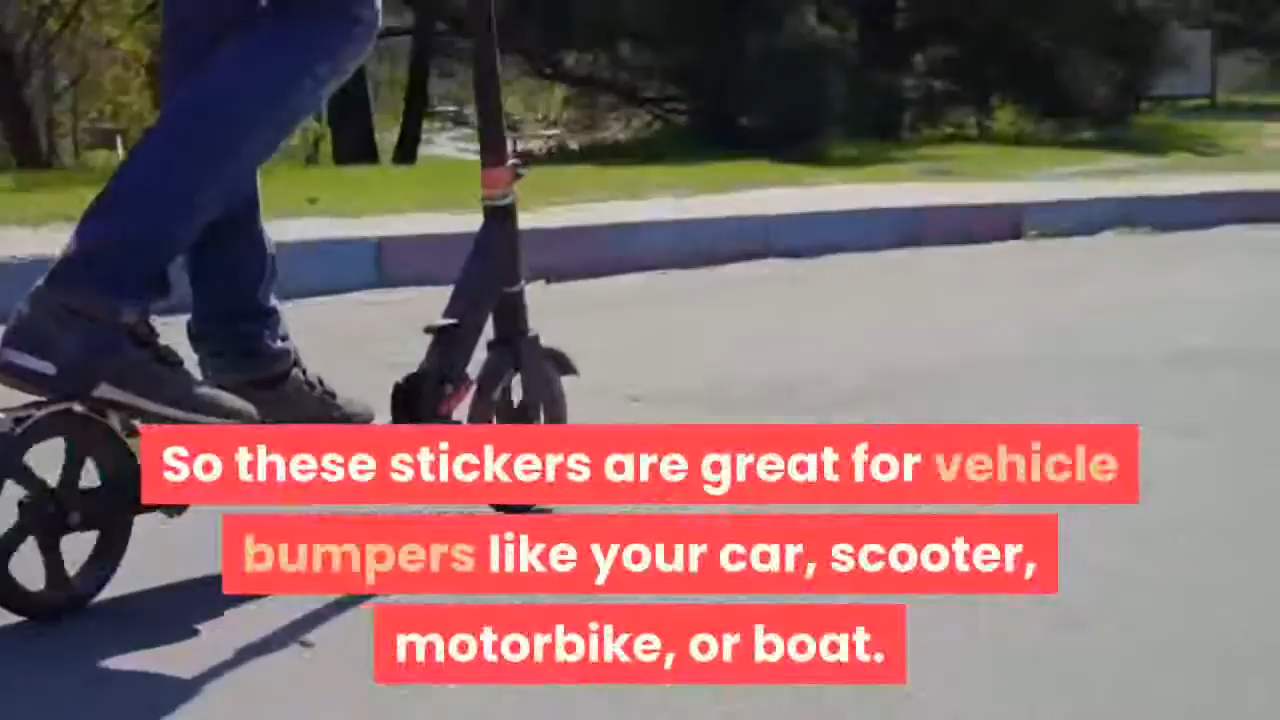 So these stickers are great for vehicle
bumpers like your car, scooter,
motorbike, or boat.